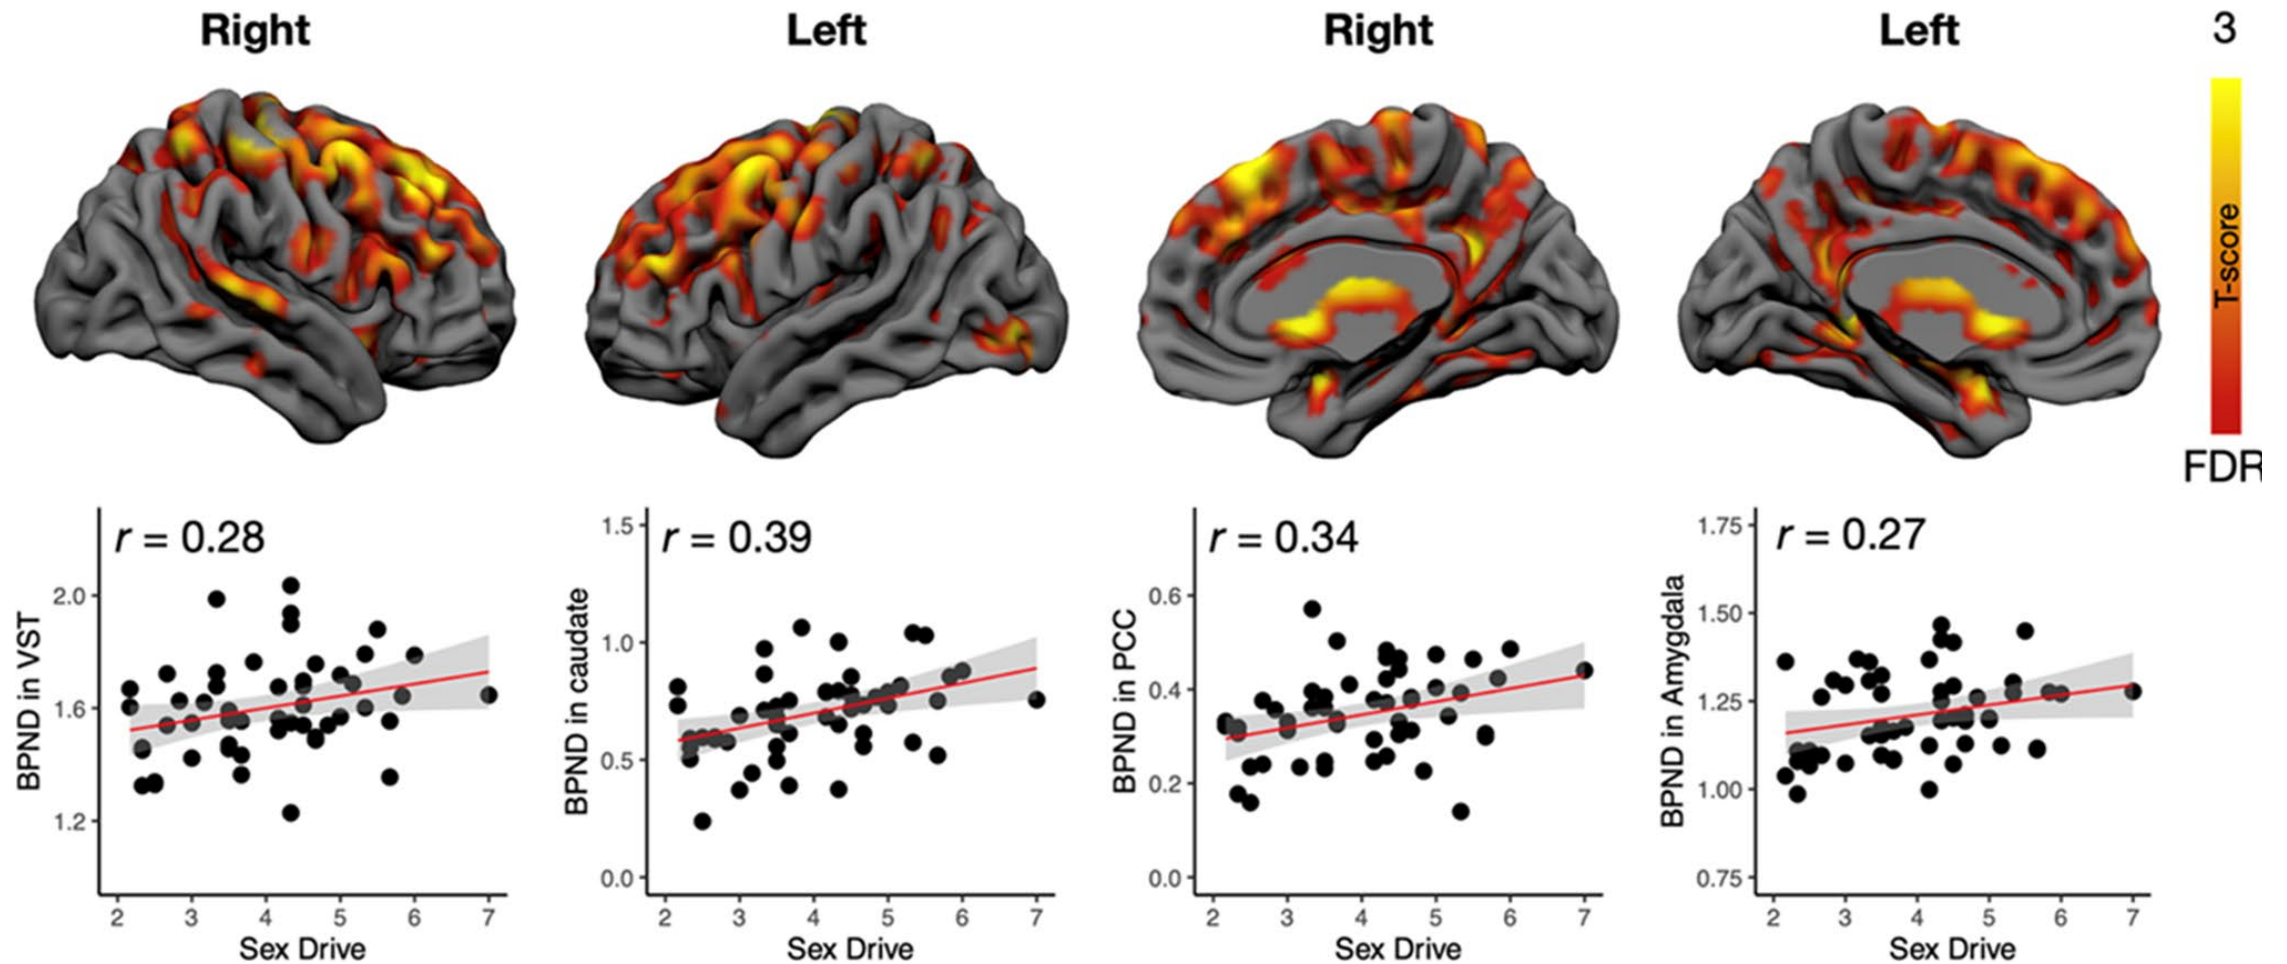 Right
Left
Right
Left
3
T-score
FDR
r = 0.28
BPND in VST
2.0
1.6
1.2
2 3 4 5 6 7
Sex Drive
r = 0.39
BPND in caudate
1.5
1.0
0.5
0.0
2 3 4 5 6 7
Sex Drive
r = 0.34
BPND in PCC
0.6
0.4
0.2
0.0
2 3 4 5 6 7
Sex Drive
r = 0.27
BPND in Amygdala
1.75
1.50
1.25
1.00
0.75
2 3 4 5 6 7
Sex Drive